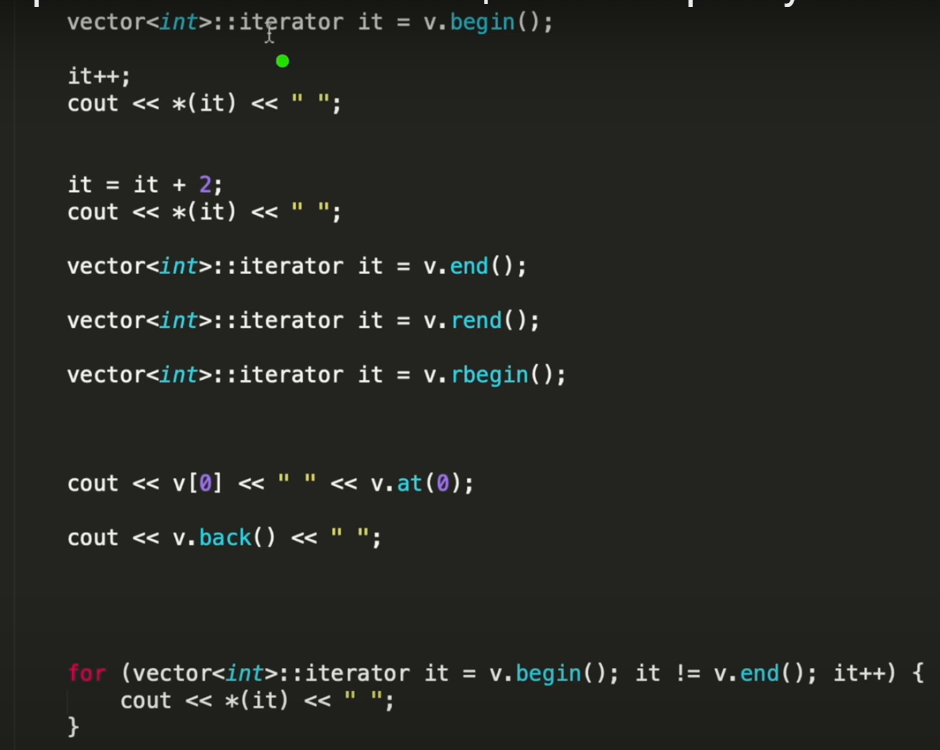 vector<int>::iterator it = v.begin();
it++;
cout << *(it) << " ";
it = it + 2;
cout << *(it) << " ";
vector<int>::iterator it = v.end();
vector<int>::iterator it = v.rend();
vector<int>::iterator it = v.rbegin();
cout << v[0] << " " << v.at(0);
cout << v.back() << " ";
for (vector<int>::iterator it = v.begin(); it != v.end(); it++) {
cout << *(it) << " ";
}